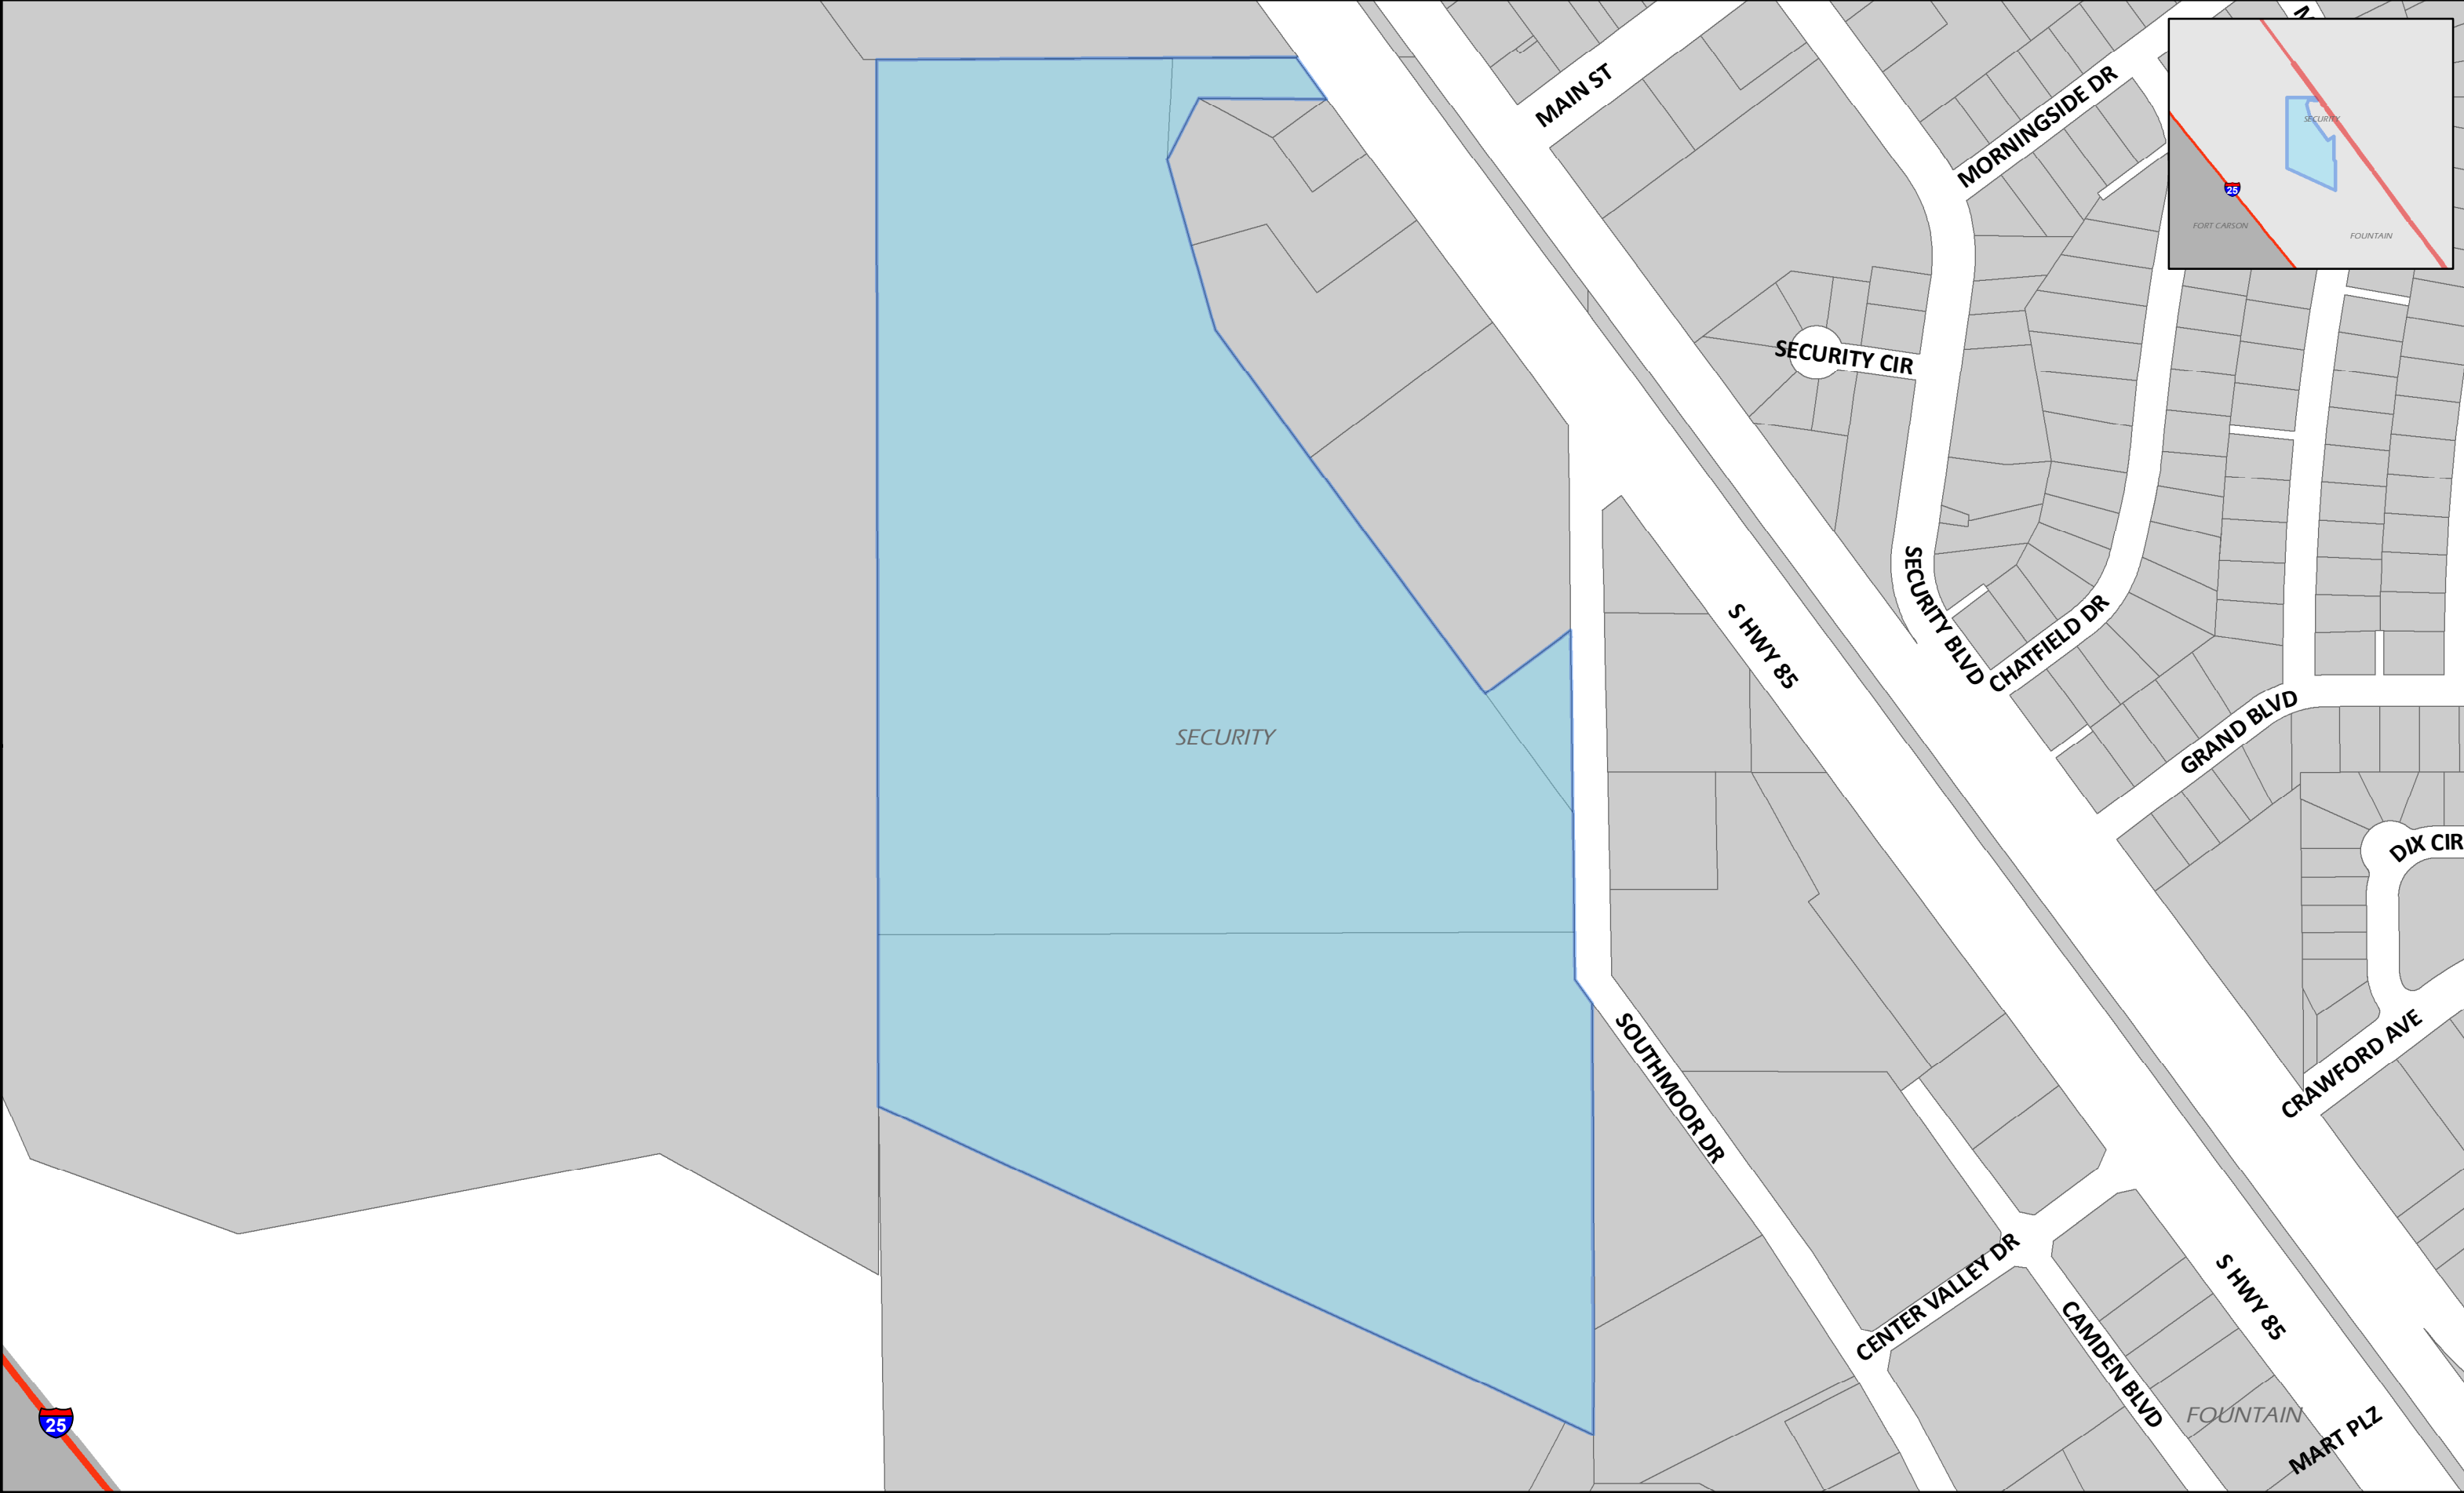 MAIN ST
MORNINGSIDE DR
SECURITY
25
FORT CARSON
FOUNTAIN
SECURITY CIR
SECURITY BLVD
CHATFIELD DR
S HWY 85
GRAND BLVD
SECURITY
DIX CIR
SOUTHMOOR DR
CRAWFORD AVE
CENTER VALLEY DR
S HWY 85
CAMDEN BLVD
25
FOUNTAIN
MART PLZ